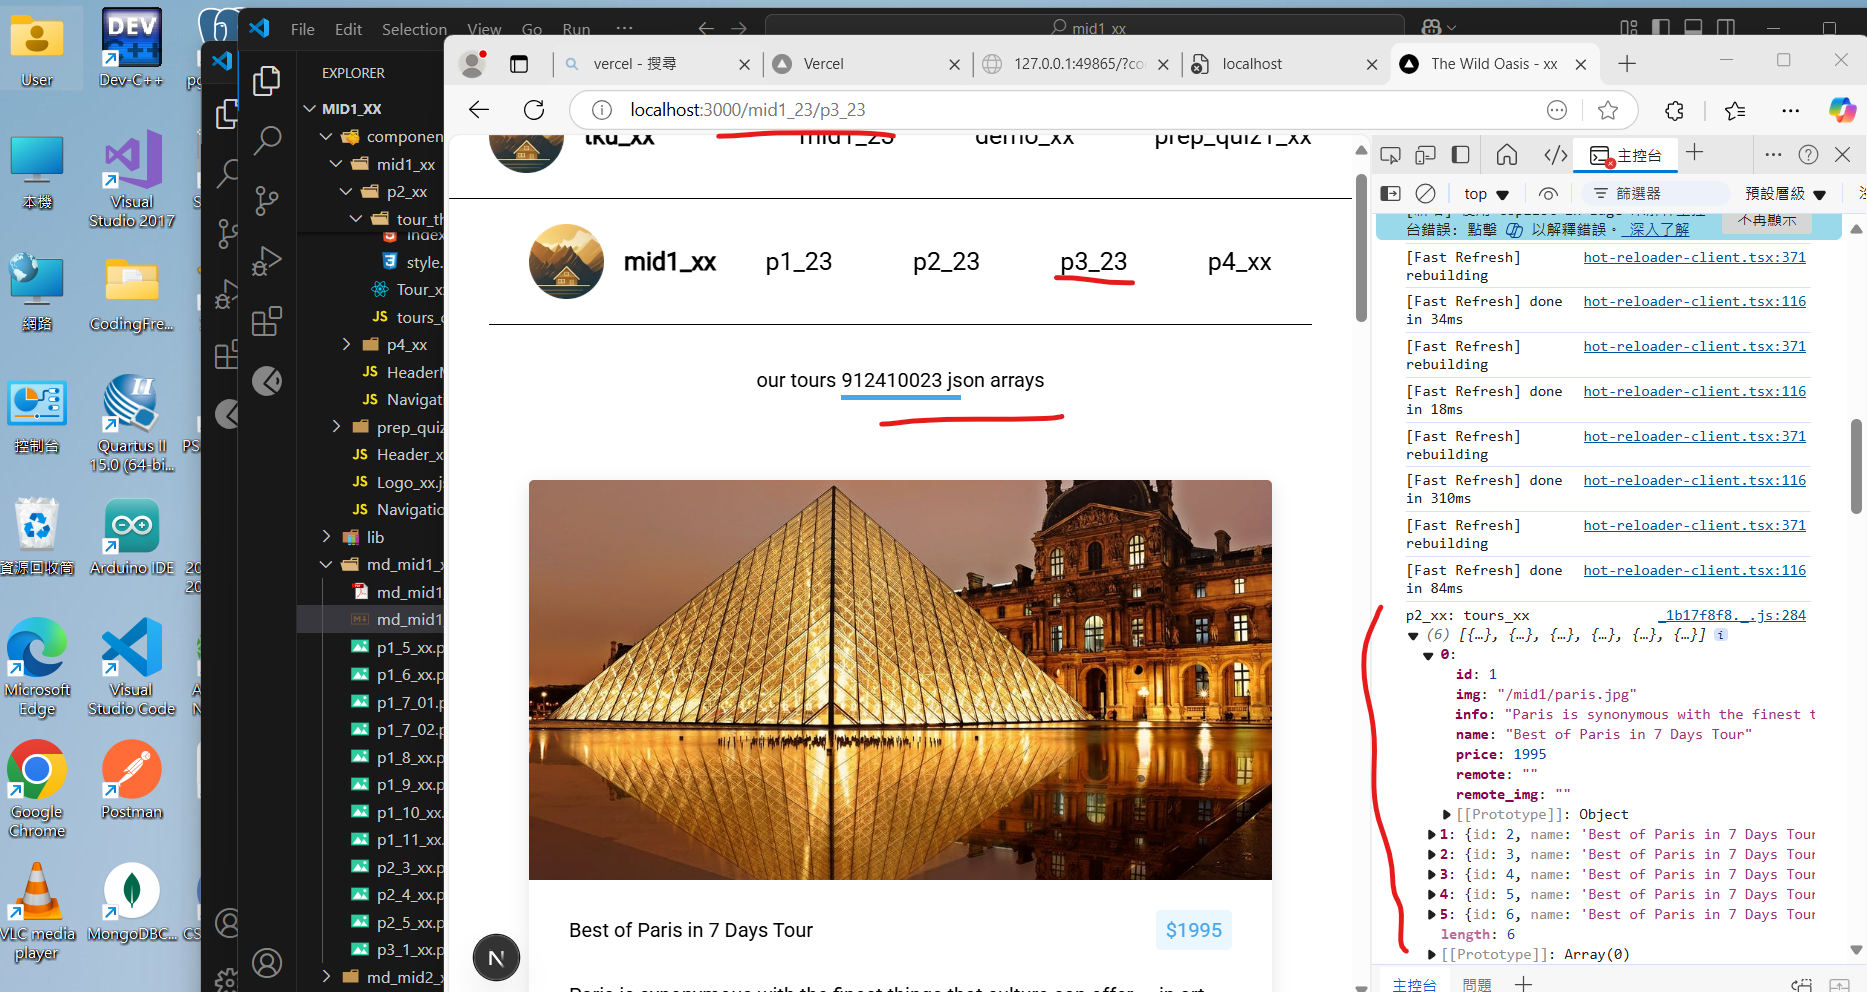 User
Dev-C++
本機
Visual Studio 2017
網路
CodingFre...
控制台
Quartus II 15.0 (64-bi...
資源回收筒
Arduino IDE
Microsoft Edge
Visual Studio Code
Google Chrome
Postman
VLC media player
MongoDBC...
File Edit Selection View Go Run ...
mid1_xx
EXPLORER
MID1_XX
componen
mid1_xx
p2_xx
tour_th
index
style.
Tour_x
JS tours_
p4_xx
JS Header
JS Navigat
prep_quiz
JS Header_x
JS Logo_xx.j
JS Navigatio
lib
md_mid1_x
md_mid1
md_mid1
p1_5_xx.p
p1_6_xx.p
p1_7_01.p
p1_7_02.p
p1_8_xx.p
p1_9_xx.p
p1_10_xx.
p1_11_xx.
p2_3_xx.p
p2_4_xx.p
p2_5_xx.p
p3_1_xx.p
md_mid2_x
vercel - 搜尋
Vercel
127.0.0.1:49865/?co
localhost
The Wild Oasis - xx
localhost:3000/mid1_23/p3_23
tku_xx mid1_23 demo_xx prep_quiz1_xx
mid1_xx p1_23 p2_23 p3_23 p4_xx
our tours 912410023 json arrays
Best of Paris in 7 Days Tour
$1995
Paris is synonymous with the finest things that culture can offer — in art,
N
主控台
top
篩選器
預設層級
台錯誤: 點擊 以解釋錯誤。 深入了解
不再顯示
[Fast Refresh] rebuilding hot-reloader-client.tsx:371
[Fast Refresh] done in 34ms hot-reloader-client.tsx:116
[Fast Refresh] rebuilding hot-reloader-client.tsx:371
[Fast Refresh] done in 18ms hot-reloader-client.tsx:116
[Fast Refresh] rebuilding hot-reloader-client.tsx:371
[Fast Refresh] done in 310ms hot-reloader-client.tsx:116
[Fast Refresh] rebuilding hot-reloader-client.tsx:371
[Fast Refresh] done in 84ms hot-reloader-client.tsx:116
p2_xx: tours_xx _1b17f8f8._.js:284
(6) [{…}, {…}, {…}, {…}, {…}, {…}]
0:
id: 1
img: "/mid1/paris.jpg"
info: "Paris is synonymous with the finest t
name: "Best of Paris in 7 Days Tour"
price: 1995
remote: ""
remote_img: ""
[[Prototype]]: Object
1: {id: 2, name: 'Best of Paris in 7 Days Tour
2: {id: 3, name: 'Best of Paris in 7 Days Tour
3: {id: 4, name: 'Best of Paris in 7 Days Tour
4: {id: 5, name: 'Best of Paris in 7 Days Tour
5: {id: 6, name: 'Best of Paris in 7 Days Tour
length: 6
[[Prototype]]: Array(0)
主控台 問題